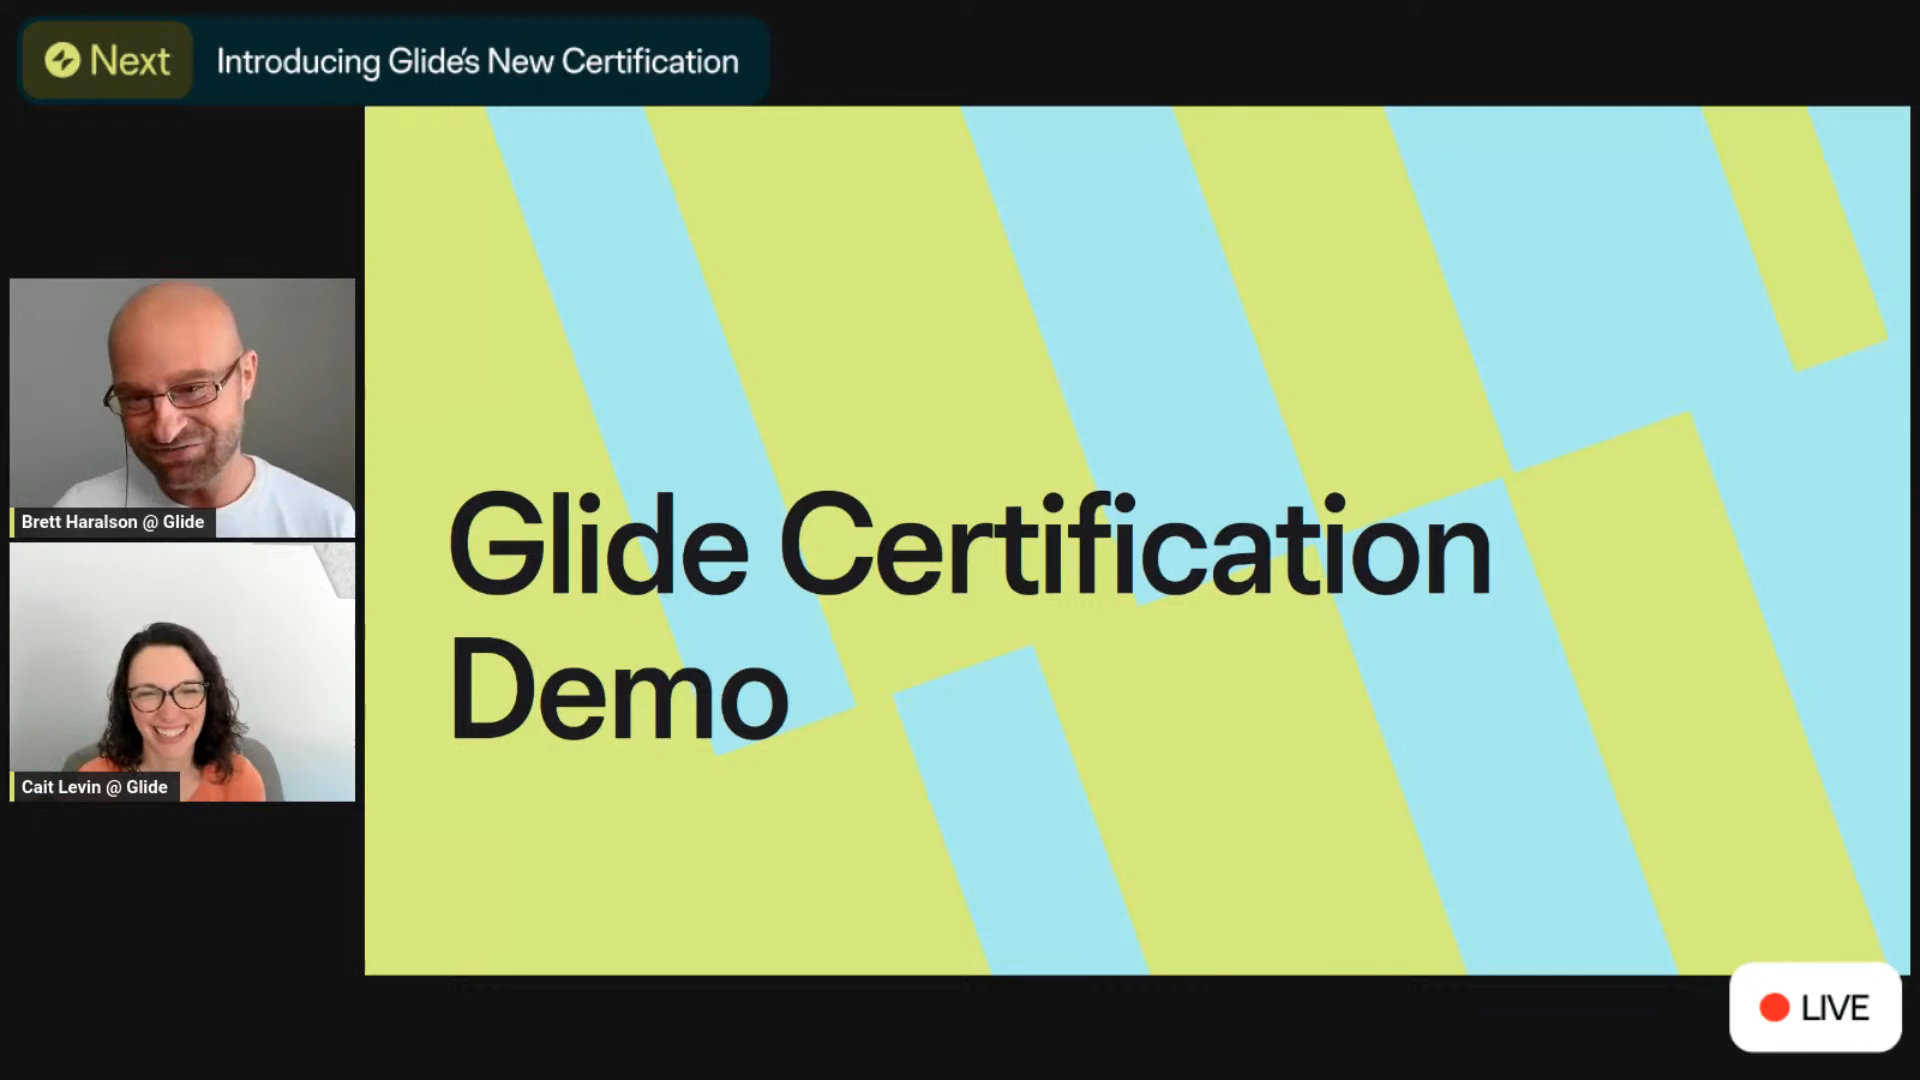 Next
Introducing Glide's New Certification
Brett Haralson @ Glide
Cait Levin @ Glide
Glide Certification
Demo
LIVE